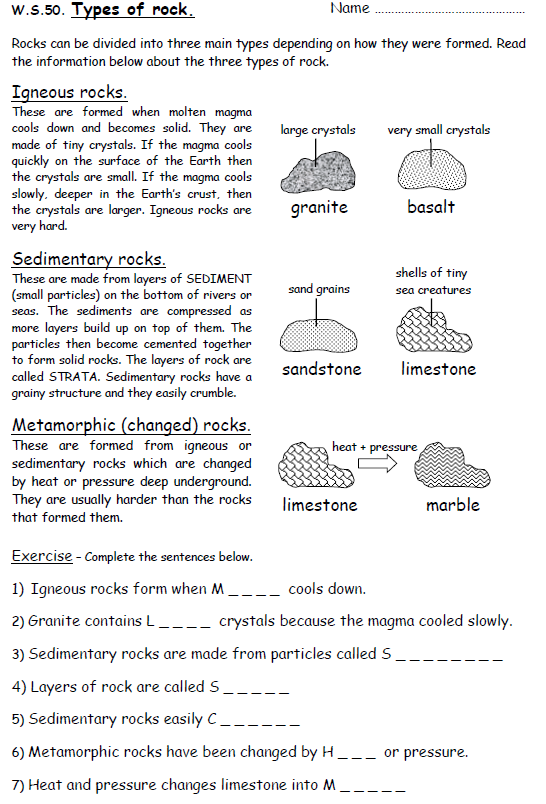 W.S.50. Types of rock.
Name ................................................
Rocks can be divided into three main types depending on how they were formed. Read
the information below about the three types of rock.
Igneous rocks.
These are formed when molten magma
cools down and becomes solid. They are
made of tiny crystals. If the magma cools
quickly on the surface of the Earth then
the crystals are small. If the magma cools
slowly, deeper in the Earth's crust, then
the crystals are larger. Igneous rocks are
very hard.
large crystals
very small crystals
granite
basalt
Sedimentary rocks.
These are made from layers of SEDIMENT
(small particles) on the bottom of rivers or
seas. The sediments are compressed as
more layers build up on top of them. The
particles then become cemented together
to form solid rocks. The layers of rock are
called STRATA. Sedimentary rocks have a
grainy structure and they easily crumble.
sand grains
shells of tiny
sea creatures
sandstone
limestone
Metamorphic (changed) rocks.
These are formed from igneous or
sedimentary rocks which are changed
by heat or pressure deep underground.
They are usually harder than the rocks
that formed them.
heat + pressure
limestone
marble
Exercise – Complete the sentences below.
1) Igneous rocks form when M _ _ _ _ cools down.
2) Granite contains L _ _ _ _ crystals because the magma cooled slowly.
3) Sedimentary rocks are made from particles called S _ _ _ _ _ _ _ _
4) Layers of rock are called S _ _ _ _ _
5) Sedimentary rocks easily C _ _ _ _ _ _
6) Metamorphic rocks have been changed by H _ _ _ or pressure.
7) Heat and pressure changes limestone into M _ _ _ _ _